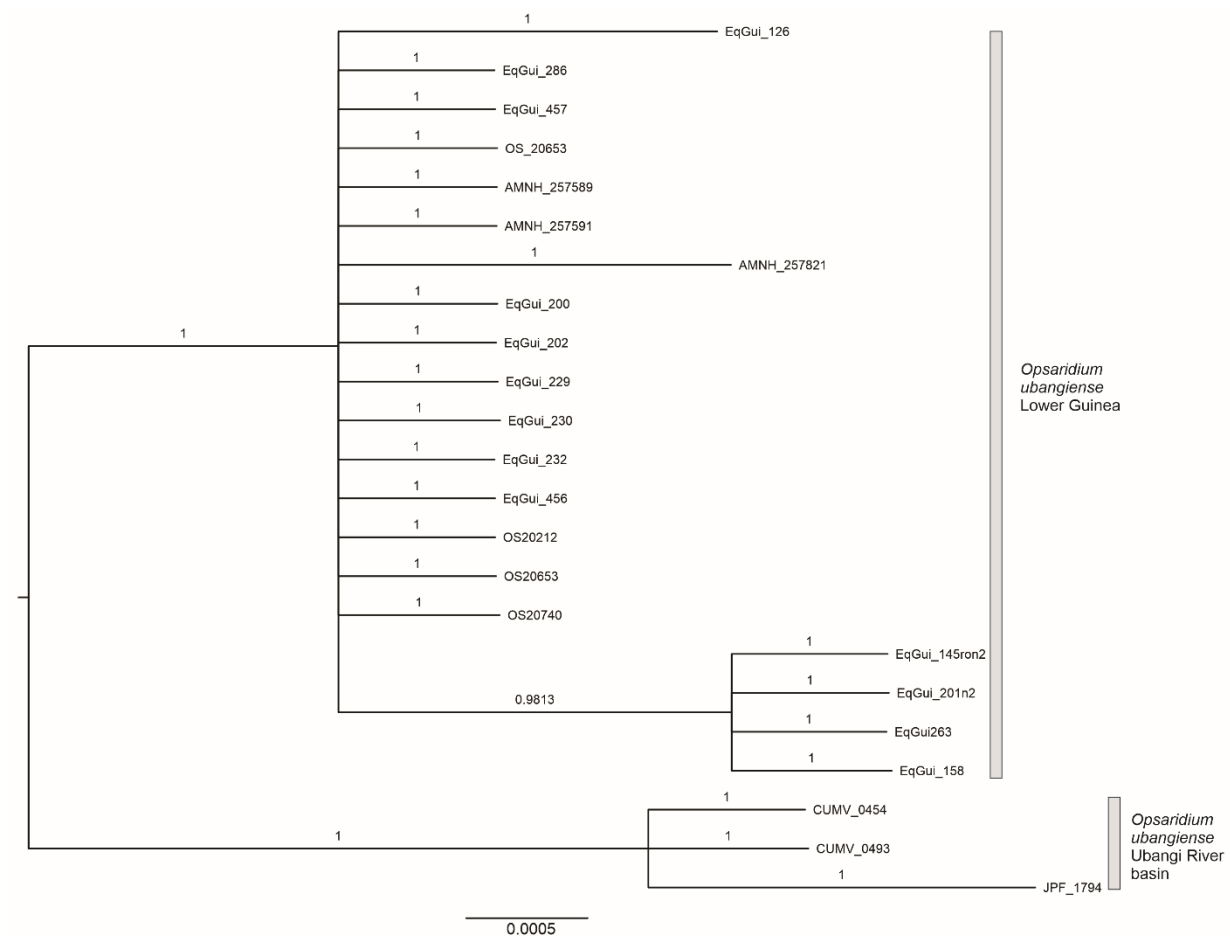 1
EqGui_126
1
EqGui_286
1
EqGui_457
1
OS_20653
1
AMNH_257589
1
AMNH_257591
1
AMNH_257821
1
EqGui_200
1
1
EqGui_202
1
EqGui_229
Opsaridium
ubangiense
Lower Guinea
1
EqGui_230
1
EqGui_232
1
EqGui_456
1
OS20212
1
OS20653
1
OS20740
1
EqGui_145ron2
1
EqGui_201n2
0.9813
1
EqGui263
1
EqGui_158
1
CUMV_0454
1
1
CUMV_0493
1
JPF_1794
Opsaridium
ubangiense
Ubangi River
basin
0.0005